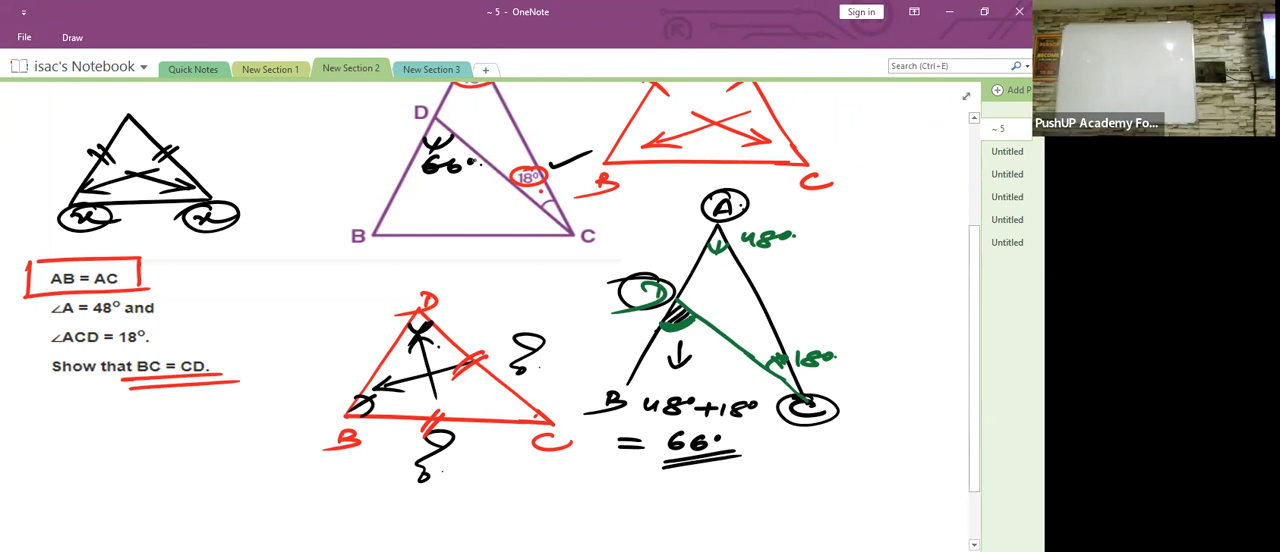 ~ 5 - OneNote
Sign in
File
Draw
isac's Notebook
Quick Notes
New Section 1
New Section 2
New Section 3
+
Search (Ctrl+E)
Add P
~ 5
Untitled
Untitled
Untitled
Untitled
Untitled
PushUP Academy Fo...
D
66°
18°
B
C
B
C
x
x
AB = AC
∠A = 48° and
∠ACD = 18°.
Show that BC = CD.
D
B
C
A
48°
D
18°
B
C
48°+18°
= 66°